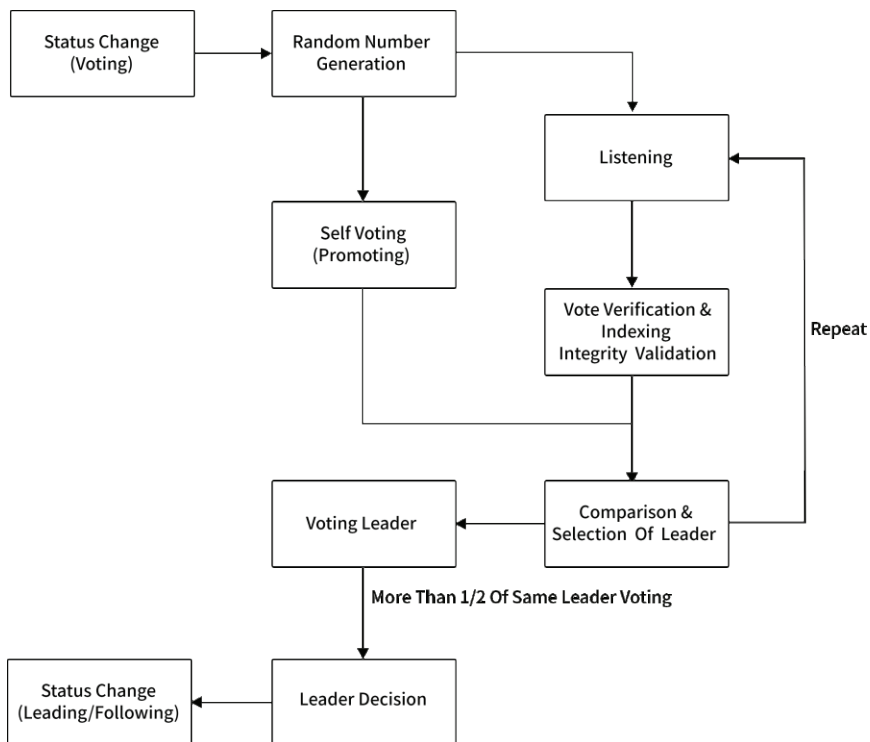 Status Change
(Voting)
Random Number
Generation
Listening
Self Voting
(Promoting)
Vote Verification &
Indexing
Integrity Validation
Repeat
Voting Leader
Comparison &
Selection Of Leader
More Than 1/2 Of Same Leader Voting
Status Change
(Leading/Following)
Leader Decision